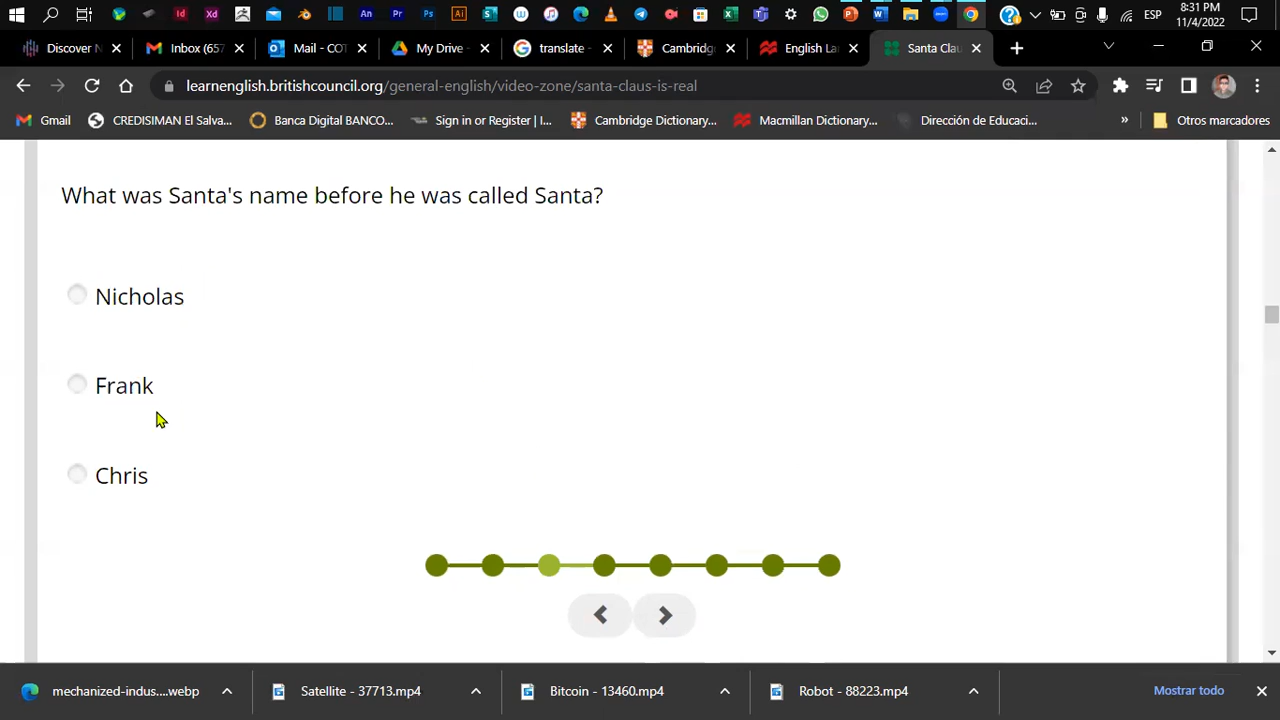 8:31 PM
ESP
11/4/2022
Discover N
Inbox (657
Mail - COT
My Drive -
translate -
Cambridg
English La
Santa Clau
learnenglish.britishcouncil.org/general-english/video-zone/santa-claus-is-real
Gmail
CREDISIMAN El Salva...
Banca Digital BANCO...
Sign in or Register | I...
Cambridge Dictionary...
Macmillan Dictionary...
Dirección de Educaci...
»
Otros marcadores
What was Santa's name before he was called Santa?
Nicholas
Frank
Chris
mechanized-indus....webp
Satellite - 37713.mp4
Bitcoin - 13460.mp4
Robot - 88223.mp4
Mostrar todo